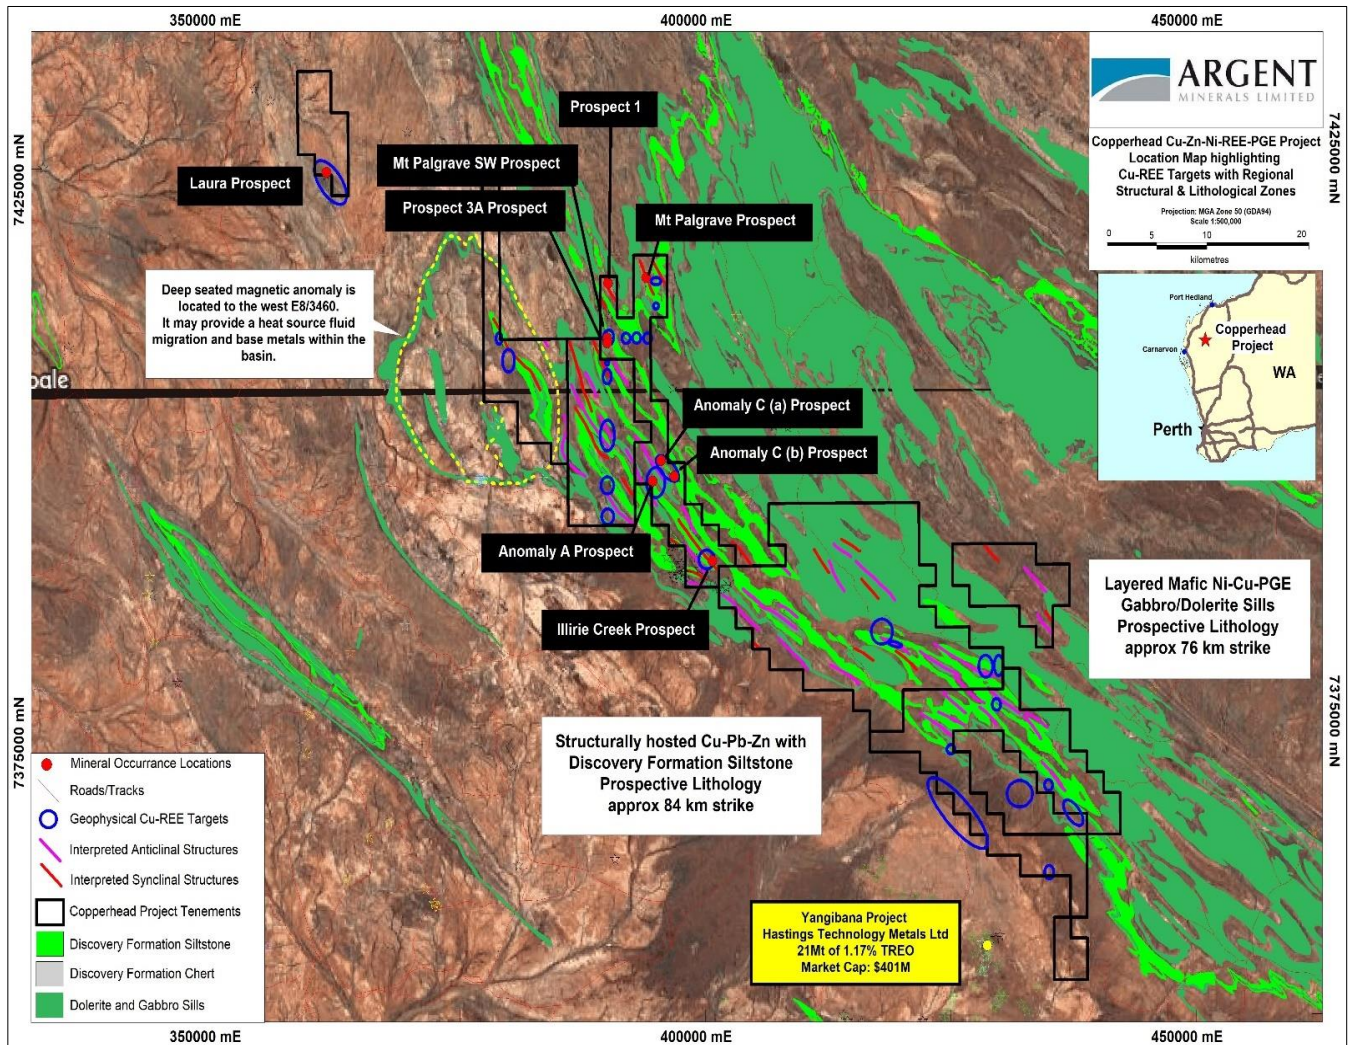 350000 mE
400000 mE
450000 mE
7425000 mN
7375000 mN
7425000 mN
7375000 mN
ARGENT
MINERALS LIMITED
Copperhead Cu-Zn-Ni-REE-PGE Project
Location Map highlighting
Cu-REE Targets with Regional
Structural & Lithological Zones
Projection: MGA Zone 50 (GDA94)
Scale 1:500,000
0 5 10 20
kilometres
Port Hedland
Copperhead
Project
Carnarvon
WA
Perth
Prospect 1
Mt Palgrave SW Prospect
Laura Prospect
Prospect 3A Prospect
Mt Palgrave Prospect
Deep seated magnetic anomaly is
located to the west E8/3460.
It may provide a heat source fluid
migration and base metals within the
basin.
Anomaly C (a) Prospect
Anomaly C (b) Prospect
Anomaly A Prospect
Illirie Creek Prospect
Layered Mafic Ni-Cu-PGE
Gabbro/Dolerite Sills
Prospective Lithology
approx 76 km strike
Structurally hosted Cu-Pb-Zn with
Discovery Formation Siltstone
Prospective Lithology
approx 84 km strike
Yangibana Project
Hastings Technology Metals Ltd
21Mt of 1.17% TREO
Market Cap: $401M
Mineral Occurrance Locations
Roads/Tracks
Geophysical Cu-REE Targets
Interpreted Anticlinal Structures
Interpreted Synclinal Structures
Copperhead Project Tenements
Discovery Formation Siltstone
Discovery Formation Chert
Dolerite and Gabbro Sills
350000 mE
400000 mE
450000 mE